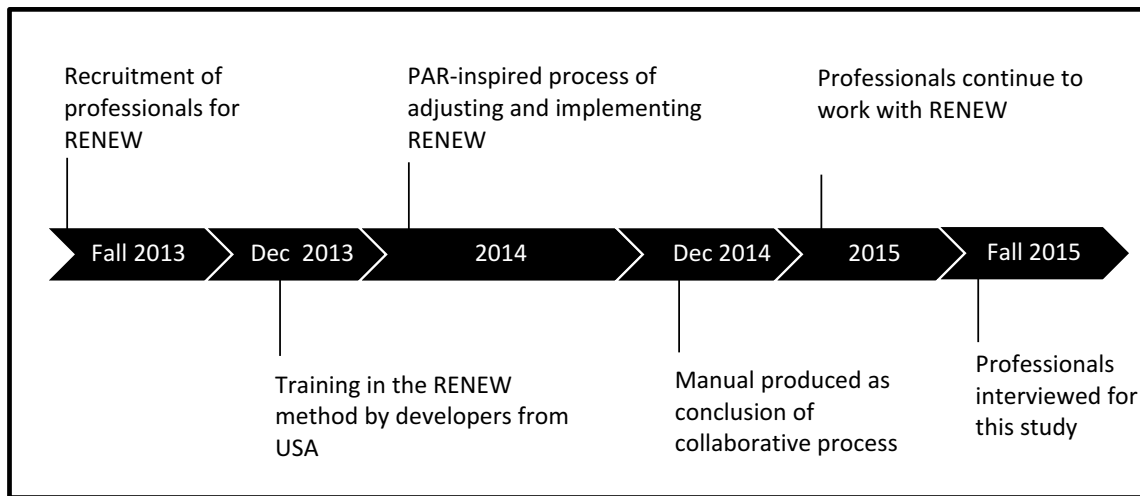 Recruitment of
professionals for
RENEW
PAR-inspired process of
adjusting and implementing
RENEW
Professionals continue to
work with RENEW
Fall 2013
Dec 2013
2014
Dec 2014
2015
Fall 2015
Training in the RENEW
method by developers from
USA
Manual produced as
conclusion of
collaborative process
Professionals
interviewed for
this study